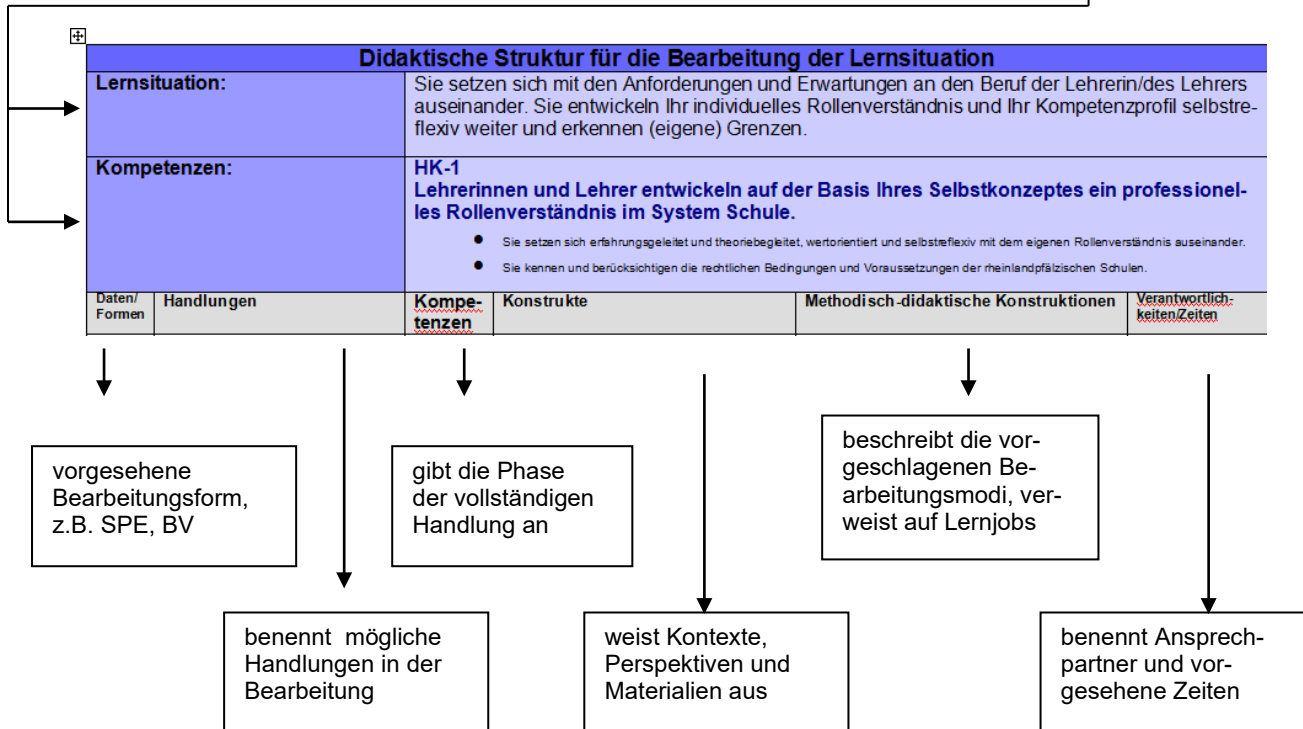 Didaktische Struktur für die Bearbeitung der Lernsituation
Lernsituation:
Sie setzen sich mit den Anforderungen und Erwartungen an den Beruf der Lehrerin/des Lehrers
auseinander. Sie entwickeln Ihr individuelles Rollenverständnis und Ihr Kompetenzprofil selbstre-
flexiv weiter und erkennen (eigene) Grenzen.
Kompetenzen:
HK-1
Lehrerinnen und Lehrer entwickeln auf der Basis Ihres Selbstkonzeptes ein professionel-
les Rollenverständnis im System Schule.
● Sie setzen sich erfahrungsgeleitet und theoriebegleitet, wertorientiert und selbstreflexiv mit dem eigenen Rollenverständnis auseinander.
● Sie kennen und berücksichtigen die rechtlichen Bedingungen und Voraussetzungen der rheinlandpfälzischen Schulen.
Daten/
Formen
Handlungen
Kompe-
tenzen
Konstrukte
Methodisch-didaktische Konstruktionen
Verantwortlich-
keiten/Zeiten
vorgesehene
Bearbeitungsform,
z.B. SPE, BV
gibt die Phase
der vollständigen
Handlung an
beschreibt die vor-
geschlagenen Be-
arbeitungsmodi, ver-
weist auf Lernjobs
benennt mögliche
Handlungen in der
Bearbeitung
weist Kontexte,
Perspektiven und
Materialien aus
benennt Ansprech-
partner und vor-
gesehene Zeiten